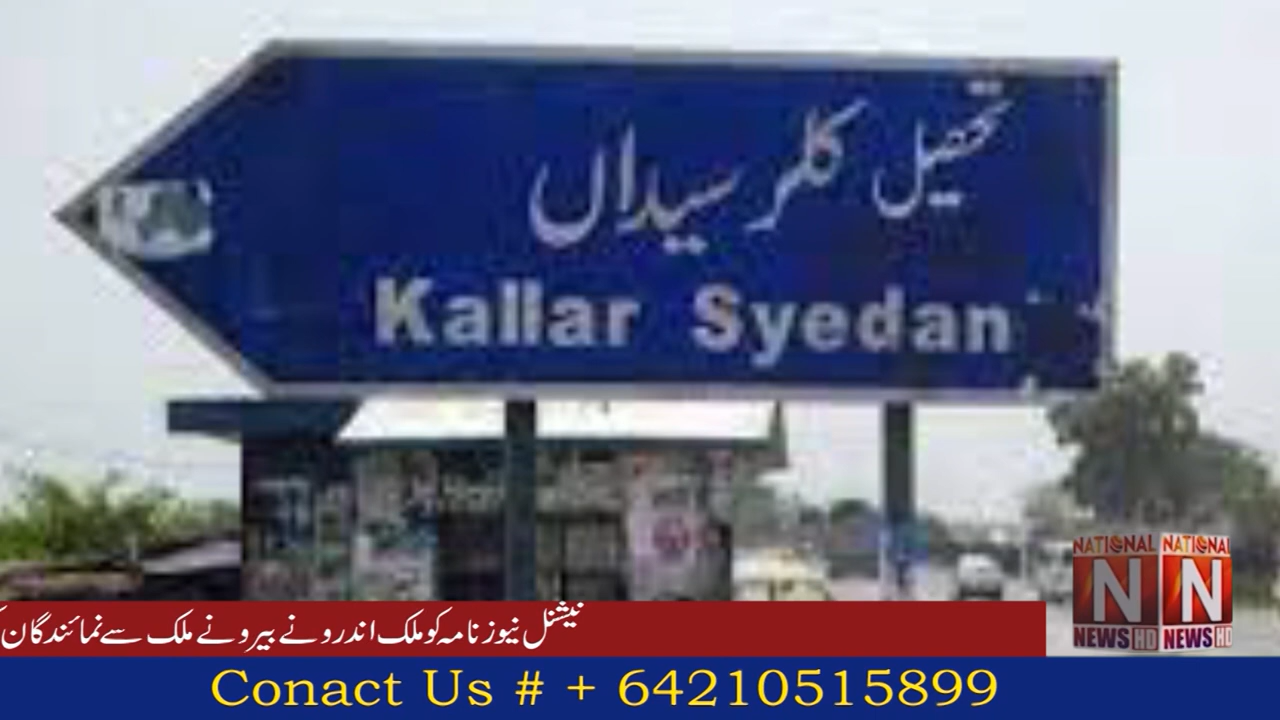 تحصیل کلر سیداں
Kallar Syedan
NATIONAL NATIONAL
N N
NEWS HD NEWS HD
نیشنل نیوز نامہ کو ملک اندرونے بیرونے ملک سے نمائندگان
Conact Us # + 64210515899